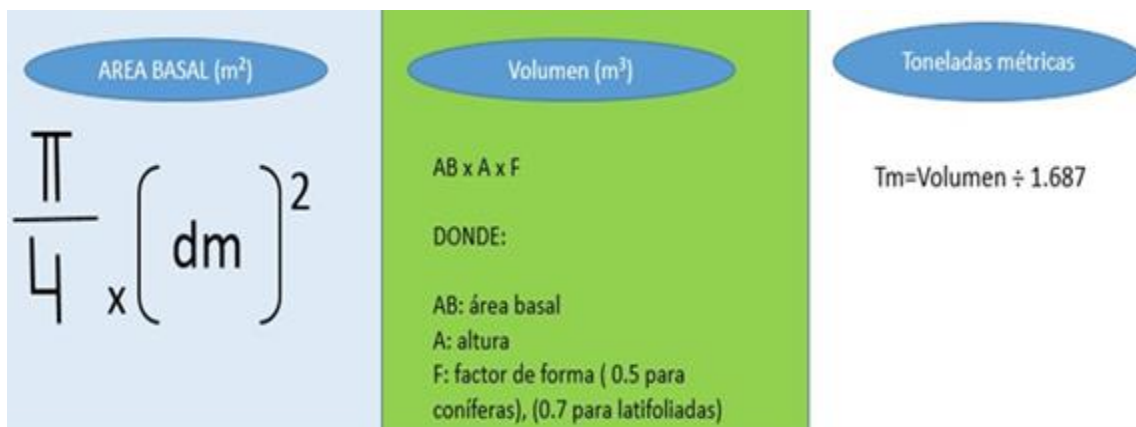 AREA BASAL (m²)
π
4
x
( dm )²
Volumen (m³)
AB x A x F
DONDE:
AB: área basal
A: altura
F: factor de forma ( 0.5 para
coníferas), (0.7 para latifoliadas)
Toneladas métricas
Tm=Volumen ÷ 1.687